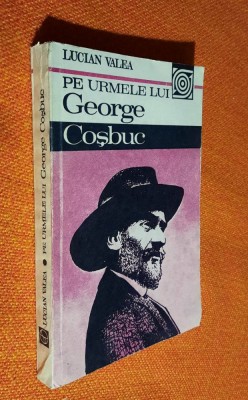 LUCIAN VALEA
PE URMELE LUI
George
Coşbuc
LUCIAN VALEA • PE URMELE LUI George Coşbuc